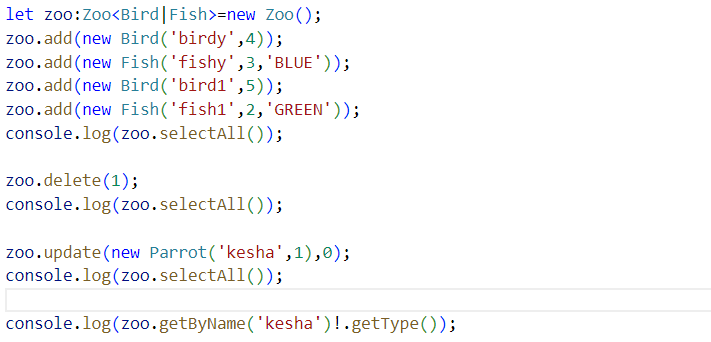 let zoo:Zoo<Bird|Fish>=new Zoo();
zoo.add(new Bird('birdy',4));
zoo.add(new Fish('fishy',3,'BLUE'));
zoo.add(new Bird('bird1',5));
zoo.add(new Fish('fish1',2,'GREEN'));
console.log(zoo.selectAll());
zoo.delete(1);
console.log(zoo.selectAll());
zoo.update(new Parrot('kesha',1),0);
console.log(zoo.selectAll());
console.log(zoo.getByName('kesha')!.getType());